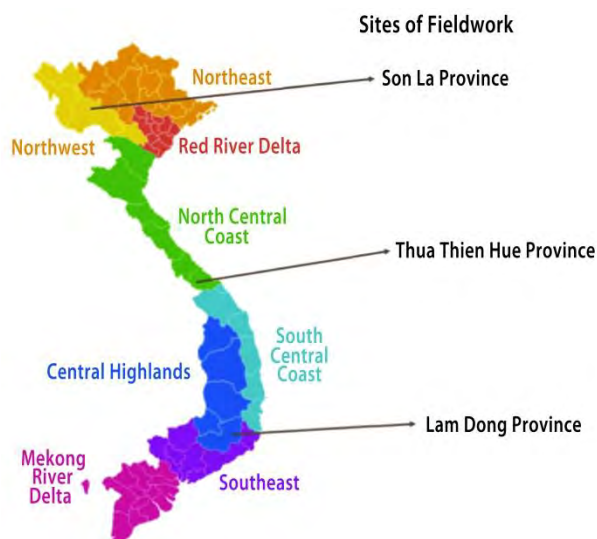 Sites of Fieldwork
Northeast
Son La Province
Northwest
Red River Delta
North Central
Coast
Thua Thien Hue Province
South
Central
Coast
Central Highlands
Lam Dong Province
Mekong
River
Delta
Southeast